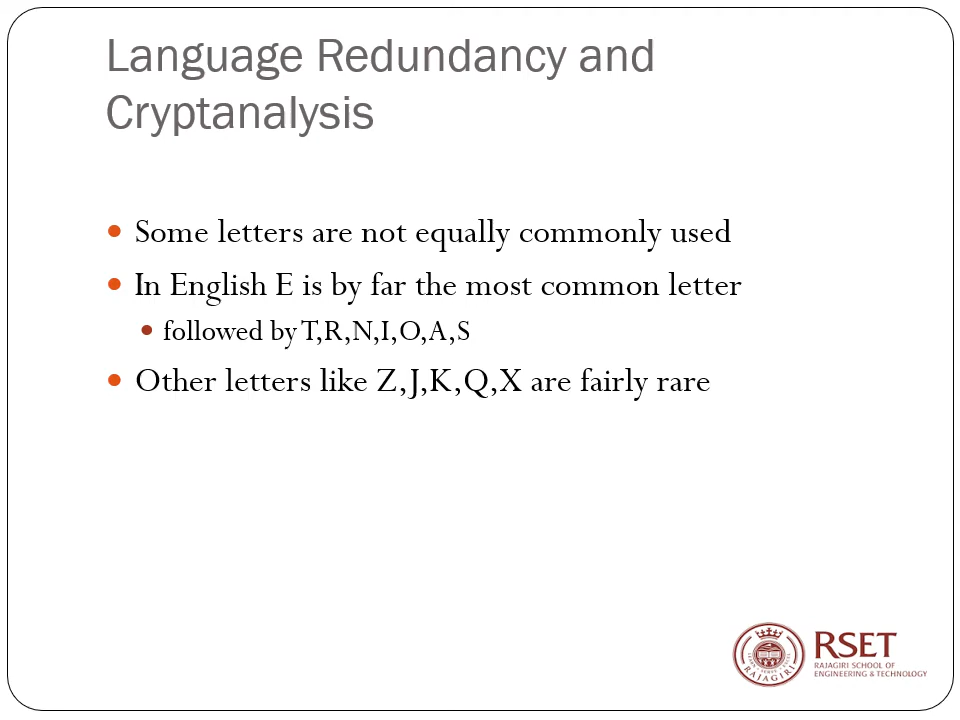 Language Redundancy and
Cryptanalysis
Some letters are not equally commonly used
In English E is by far the most common letter
followed by T,R,N,I,O,A,S
Other letters like Z,J,K,Q,X are fairly rare
RSET
RAJAGIRI SCHOOL OF
ENGINEERING & TECHNOLOGY
RAJAGIRI